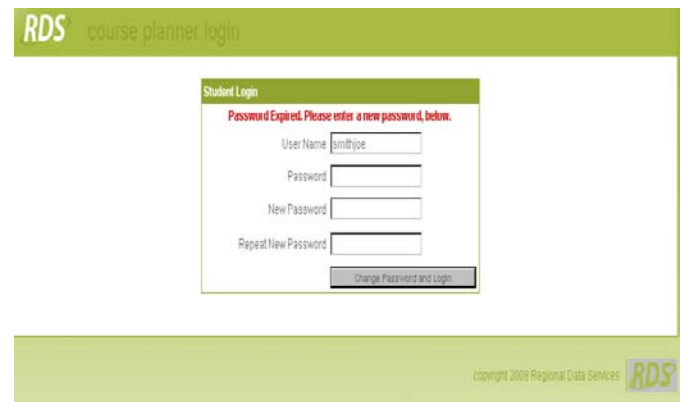 RDS course planner login
Student Login
Password Expired. Please enter a new password, below.
User Name smithjoe
Password
New Password
Repeat New Password
Change Password and Login
copyright 2009 Regional Data Services RDS